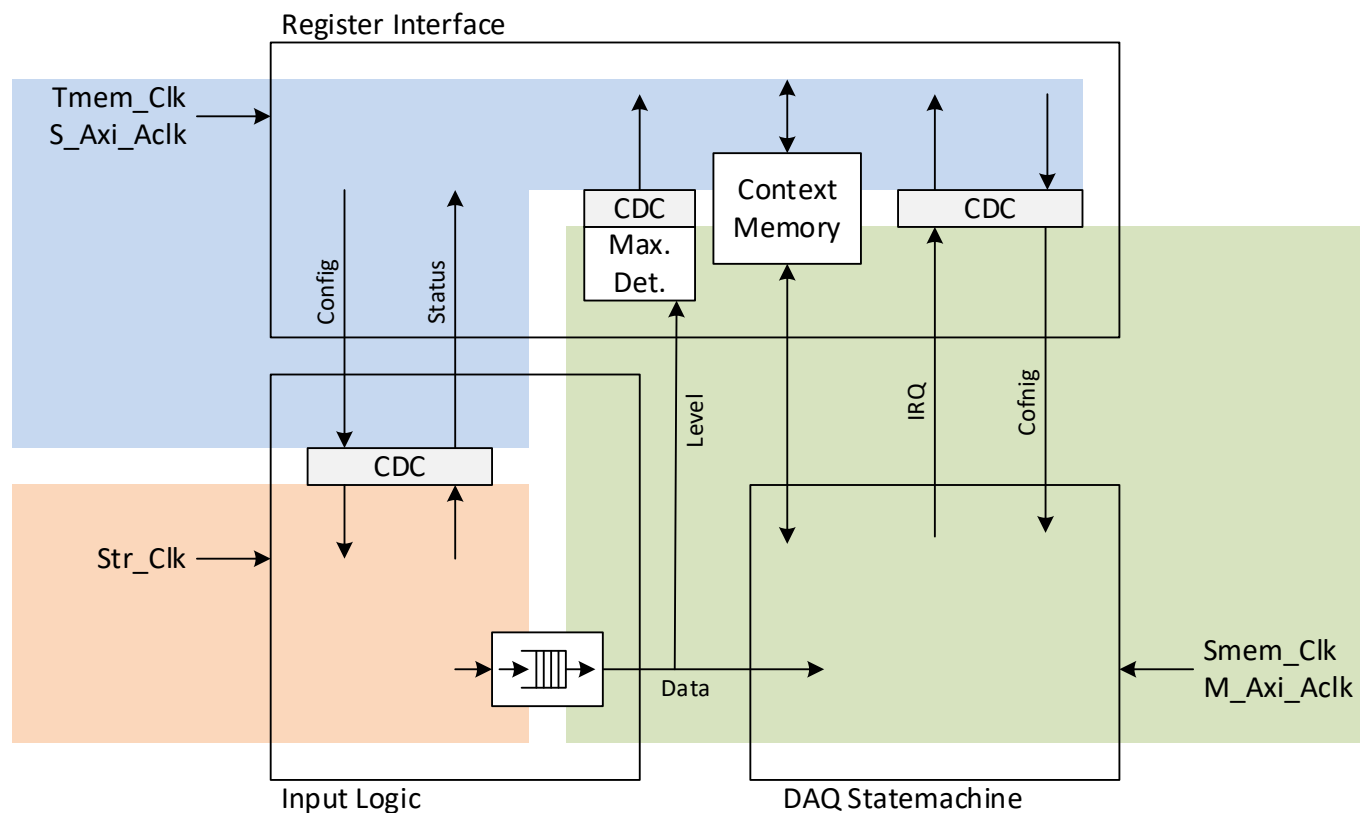 Register Interface
Tmem_Clk
S_Axi_Aclk
CDC
Max.
Det.
Context
Memory
CDC
Config
Status
Level
IRQ
Cofnig
CDC
Str_Clk
Data
Smem_Clk
M_Axi_Aclk
Input Logic
DAQ Statemachine